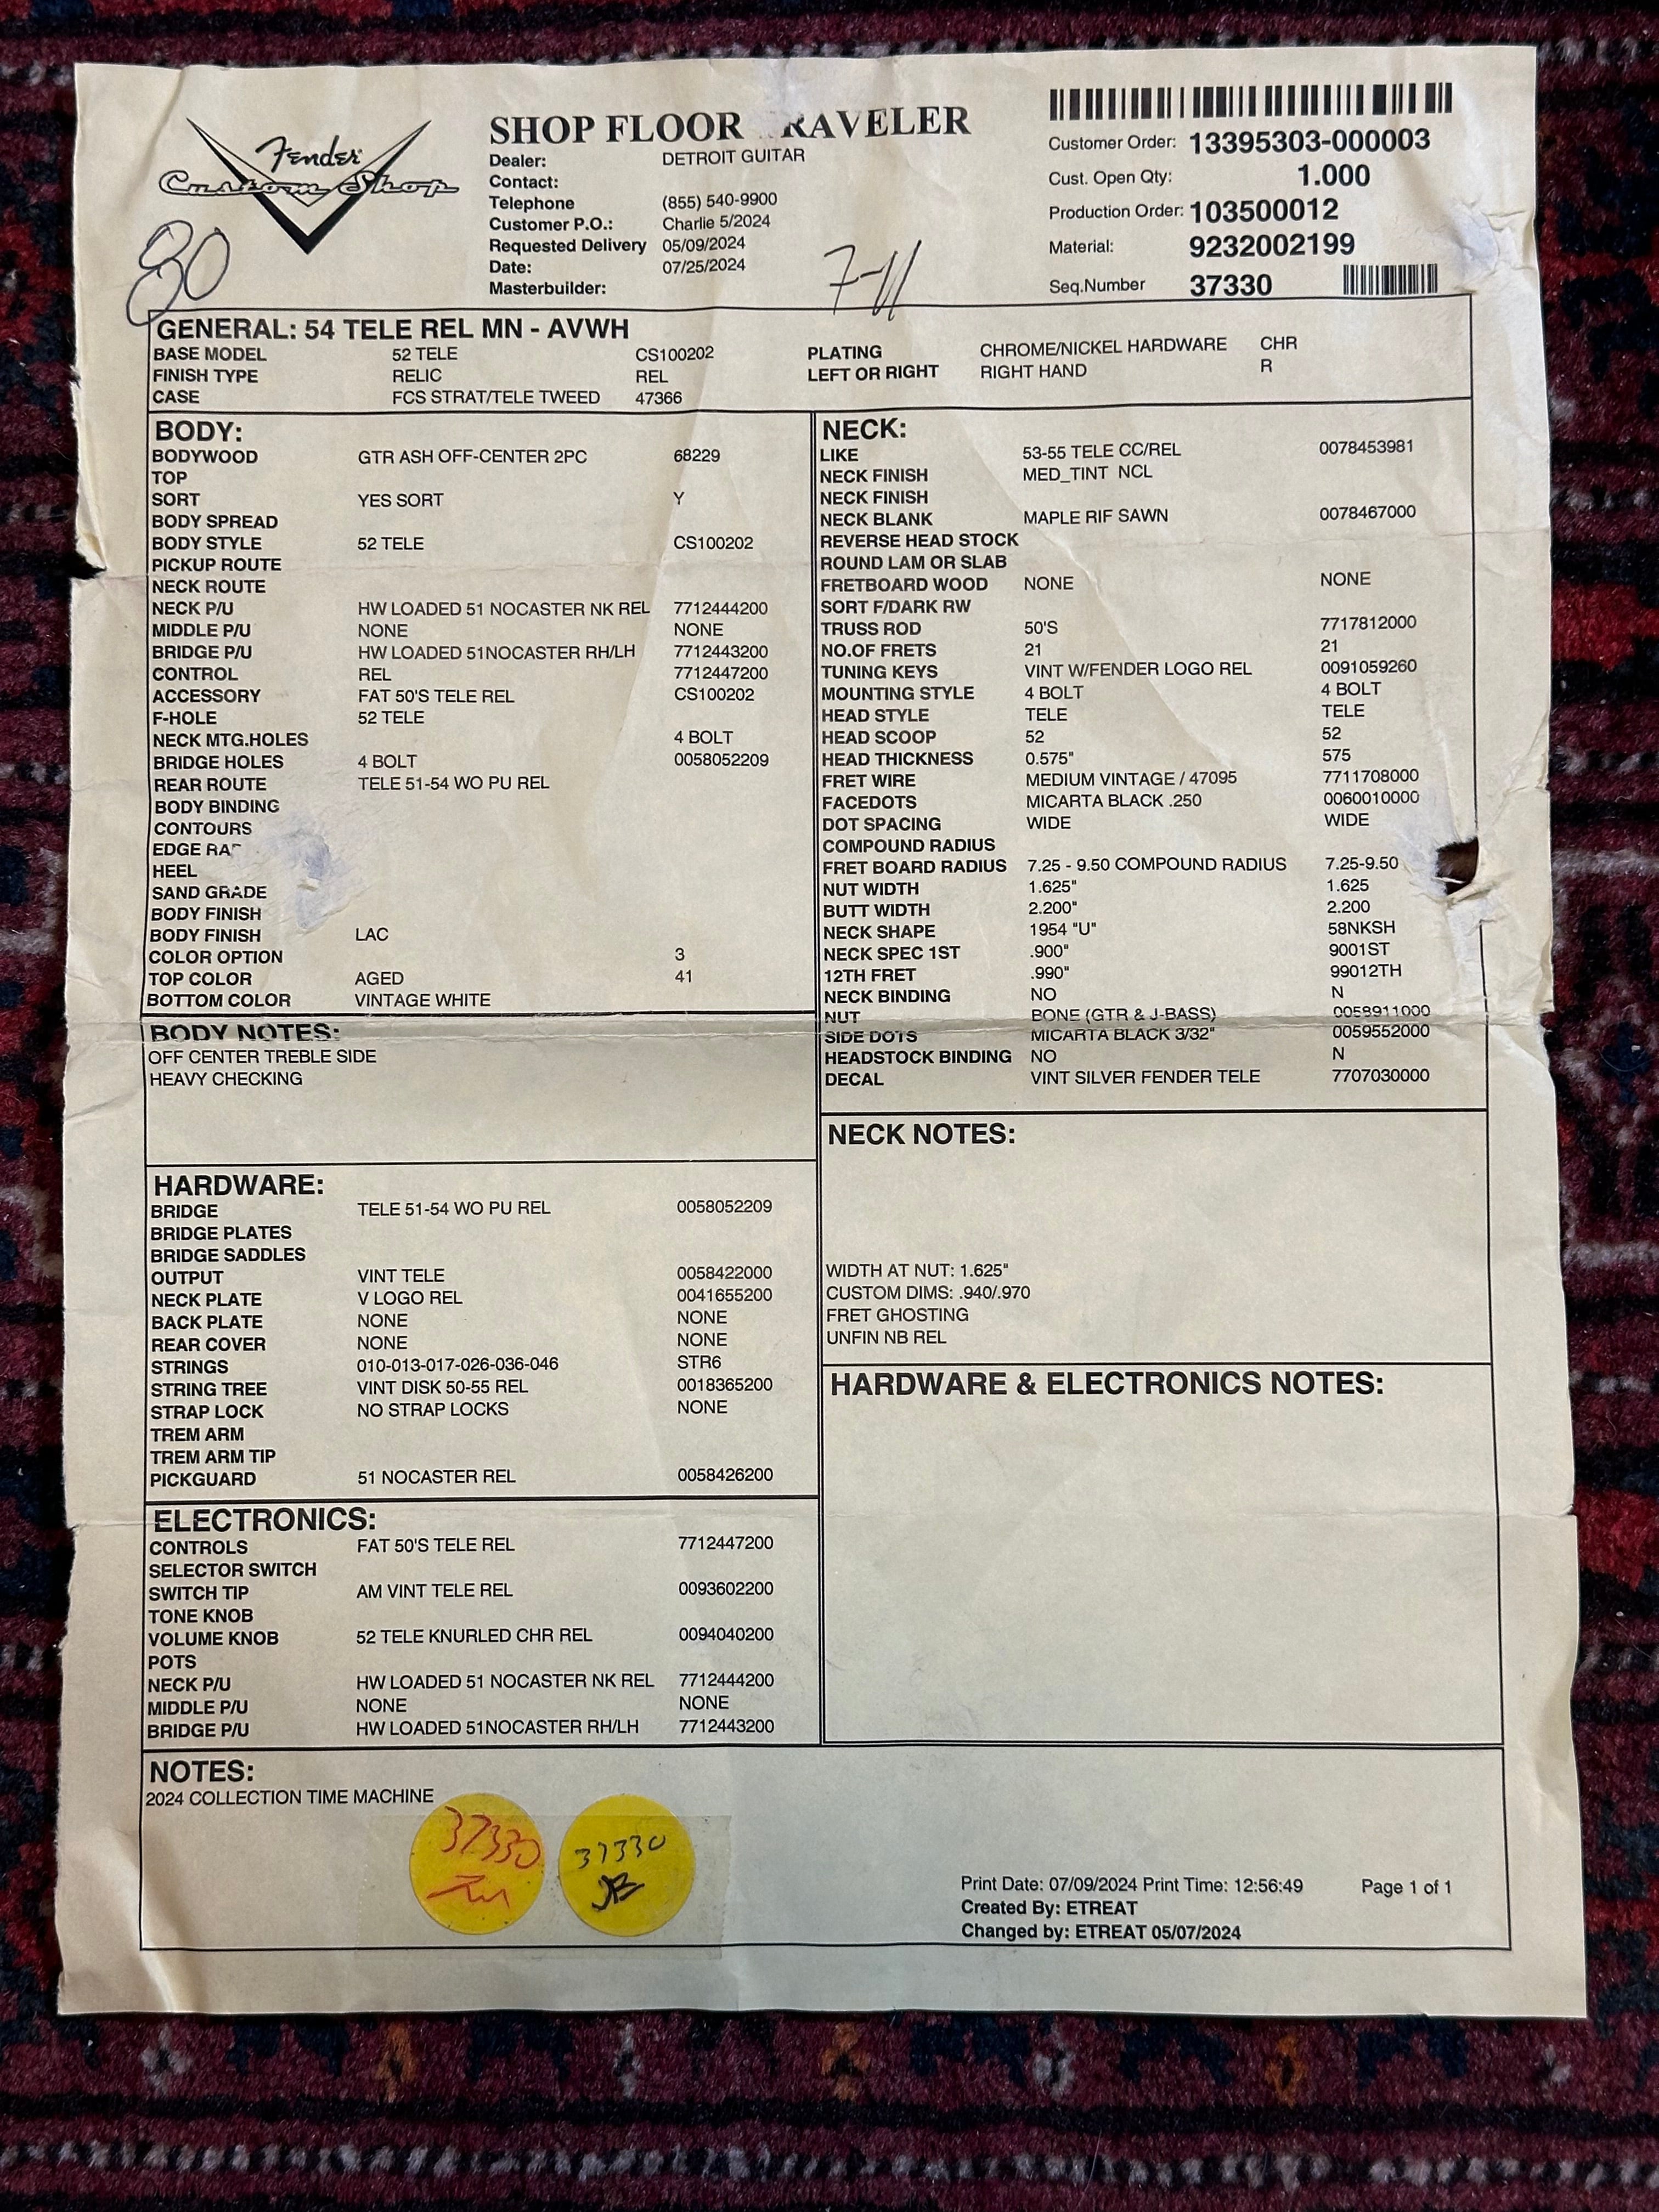 Fender
Custom Shop
80
SHOP FLOOR RAVELER
Dealer: DETROIT GUITAR
Contact:
Telephone (855) 540-9900
Customer P.O.: Charlie 5/2024
Requested Delivery 05/09/2024
Date: 07/25/2024
Masterbuilder:
7-11
Customer Order: 13395303-000003
Cust. Open Qty: 1.000
Production Order: 103500012
Material: 9232002199
Seq.Number 37330
GENERAL: 54 TELE REL MN - AVWH
BASE MODEL 52 TELE CS100202
FINISH TYPE RELIC REL
CASE FCS STRAT/TELE TWEED 47366
PLATING CHROME/NICKEL HARDWARE CHR
LEFT OR RIGHT RIGHT HAND R
BODY:
BODYWOOD GTR ASH OFF-CENTER 2PC 68229
TOP
SORT YES SORT Y
BODY SPREAD
BODY STYLE 52 TELE CS100202
PICKUP ROUTE
NECK ROUTE
NECK P/U HW LOADED 51 NOCASTER NK REL 7712444200
MIDDLE P/U NONE NONE
BRIDGE P/U HW LOADED 51NOCASTER RH/LH 7712443200
CONTROL REL 7712447200
ACCESSORY FAT 50'S TELE REL CS100202
F-HOLE 52 TELE
NECK MTG.HOLES 4 BOLT
BRIDGE HOLES 4 BOLT 0058052209
REAR ROUTE TELE 51-54 WO PU REL
BODY BINDING
CONTOURS
EDGE RA
HEEL
SAND GRADE
BODY FINISH
BODY FINISH LAC
COLOR OPTION 3
TOP COLOR AGED 41
BOTTOM COLOR VINTAGE WHITE
BODY NOTES:
OFF CENTER TREBLE SIDE
HEAVY CHECKING
HARDWARE:
BRIDGE TELE 51-54 WO PU REL 0058052209
BRIDGE PLATES
BRIDGE SADDLES
OUTPUT VINT TELE 0058422000
NECK PLATE V LOGO REL 0041655200
BACK PLATE NONE NONE
REAR COVER NONE NONE
STRINGS 010-013-017-026-036-046 STR6
STRING TREE VINT DISK 50-55 REL 0018365200
STRAP LOCK NO STRAP LOCKS NONE
TREM ARM
TREM ARM TIP
PICKGUARD 51 NOCASTER REL 0058426200
ELECTRONICS:
CONTROLS FAT 50'S TELE REL 7712447200
SELECTOR SWITCH
SWITCH TIP AM VINT TELE REL 0093602200
TONE KNOB
VOLUME KNOB 52 TELE KNURLED CHR REL 0094040200
POTS
NECK P/U HW LOADED 51 NOCASTER NK REL 7712444200
MIDDLE P/U NONE NONE
BRIDGE P/U HW LOADED 51NOCASTER RH/LH 7712443200
NECK:
LIKE 53-55 TELE CC/REL 0078453981
NECK FINISH MED_TINT NCL
NECK FINISH
NECK BLANK MAPLE RIF SAWN 0078467000
REVERSE HEAD STOCK
ROUND LAM OR SLAB
FRETBOARD WOOD NONE NONE
SORT F/DARK RW
TRUSS ROD 50'S 7717812000
NO.OF FRETS 21 21
TUNING KEYS VINT W/FENDER LOGO REL 0091059260
MOUNTING STYLE 4 BOLT 4 BOLT
HEAD STYLE TELE TELE
HEAD SCOOP 52 52
HEAD THICKNESS 0.575" 575
FRET WIRE MEDIUM VINTAGE / 47095 7711708000
FACEDOTS MICARTA BLACK .250 0060010000
DOT SPACING WIDE WIDE
COMPOUND RADIUS
FRET BOARD RADIUS 7.25 - 9.50 COMPOUND RADIUS 7.25-9.50
NUT WIDTH 1.625" 1.625
BUTT WIDTH 2.200" 2.200
NECK SHAPE 1954 "U" 58NKSH
NECK SPEC 1ST .900" 9001ST
12TH FRET .990" 99012TH
NECK BINDING NO N
NUT BONE (GTR & J-BASS) 0058911000
SIDE DOTS MICARTA BLACK 3/32" 0059552000
HEADSTOCK BINDING NO N
DECAL VINT SILVER FENDER TELE 7707030000
NECK NOTES:
WIDTH AT NUT: 1.625"
CUSTOM DIMS: .940/.970
FRET GHOSTING
UNFIN NB REL
HARDWARE & ELECTRONICS NOTES:
NOTES:
2024 COLLECTION TIME MACHINE
37330
37330
JB
Print Date: 07/09/2024 Print Time: 12:56:49 Page 1 of 1
Created By: ETREAT
Changed by: ETREAT 05/07/2024